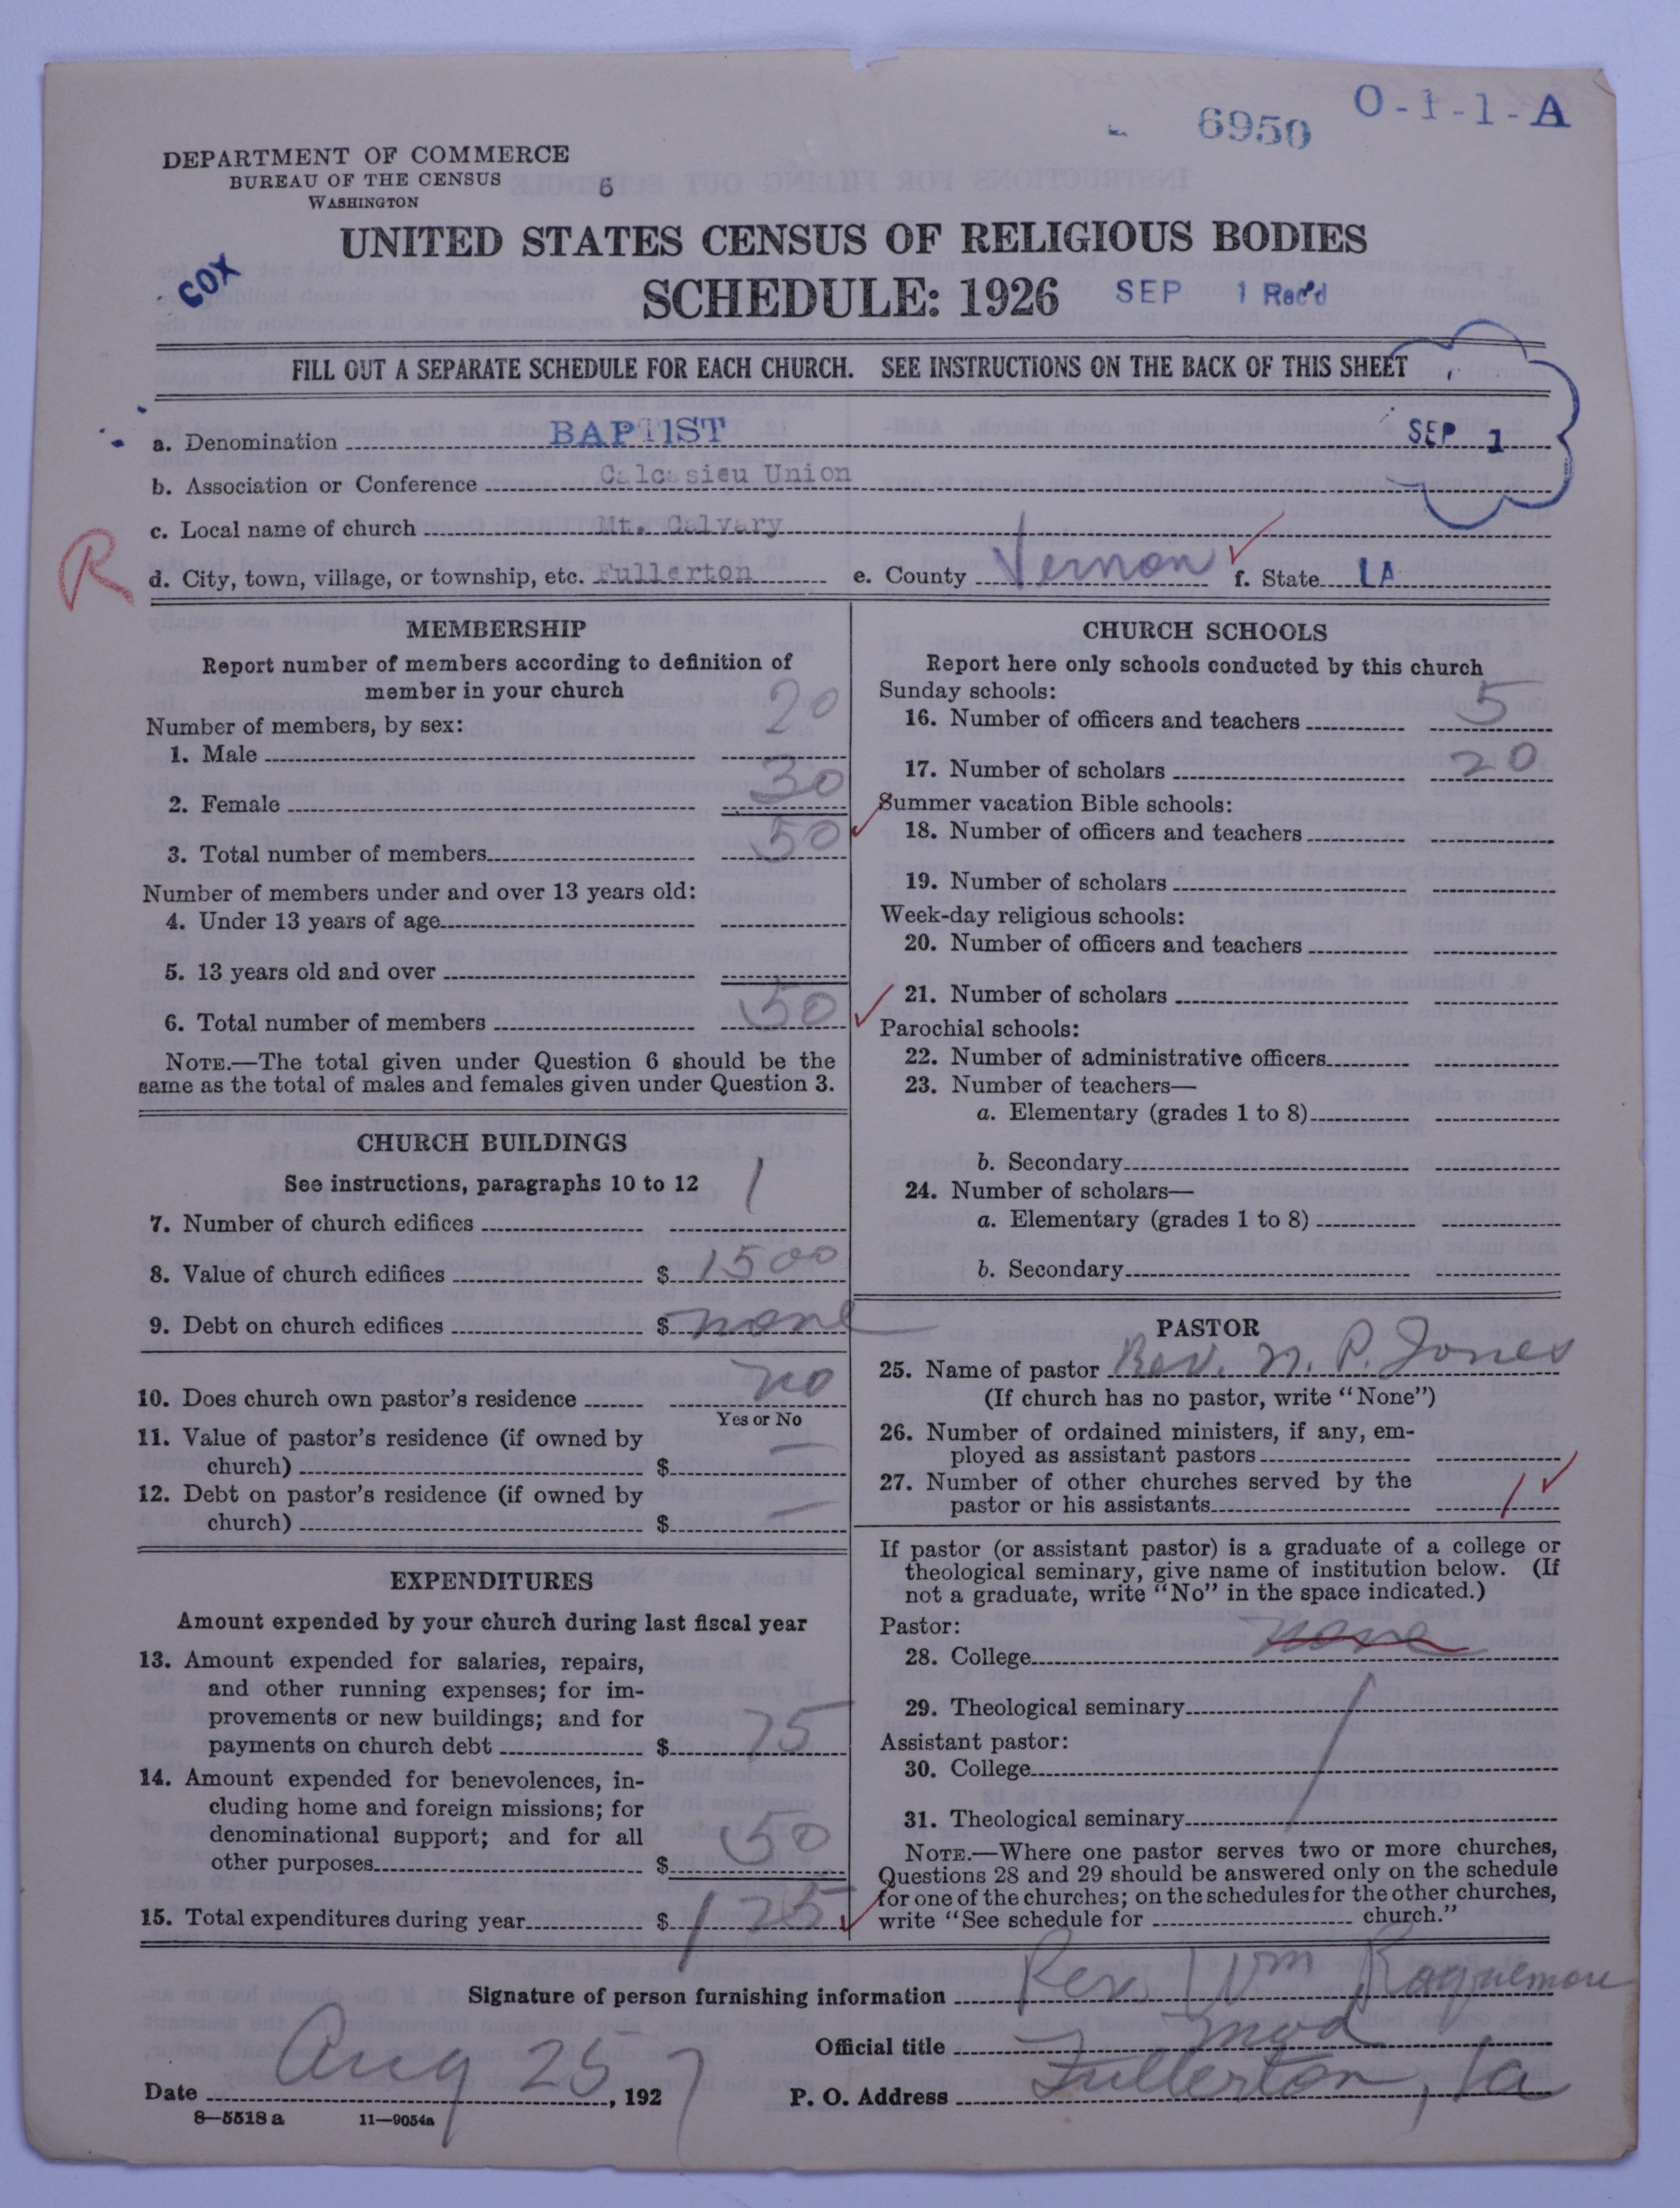 6950 O-1-1-A
DEPARTMENT OF COMMERCE
BUREAU OF THE CENSUS
WASHINGTON
6
UNITED STATES CENSUS OF RELIGIOUS BODIES
COX
SCHEDULE: 1926 SEP 1 Rec'd
FILL OUT A SEPARATE SCHEDULE FOR EACH CHURCH. SEE INSTRUCTIONS ON THE BACK OF THIS SHEET
a. Denomination BAPTIST SEP 1
b. Association or Conference Calcasieu Union
c. Local name of church Mt. Calvary
R
d. City, town, village, or township, etc. Fullerton e. County Vernon f. State LA
MEMBERSHIP
Report number of members according to definition of
member in your church
Number of members, by sex:
1. Male 20
2. Female 30
3. Total number of members 50
Number of members under and over 13 years old:
4. Under 13 years of age
5. 13 years old and over
6. Total number of members 50
NOTE.—The total given under Question 6 should be the
same as the total of males and females given under Question 3.
CHURCH BUILDINGS
See instructions, paragraphs 10 to 12
7. Number of church edifices 1
8. Value of church edifices $ 1500
9. Debt on church edifices $ none
10. Does church own pastor's residence no
Yes or No
11. Value of pastor's residence (if owned by
church) $ —
12. Debt on pastor's residence (if owned by
church) $ —
EXPENDITURES
Amount expended by your church during last fiscal year
13. Amount expended for salaries, repairs,
and other running expenses; for im-
provements or new buildings; and for
payments on church debt $ 75
14. Amount expended for benevolences, in-
cluding home and foreign missions; for
denominational support; and for all
other purposes $ 50
15. Total expenditures during year $ 125
CHURCH SCHOOLS
Report here only schools conducted by this church
Sunday schools:
16. Number of officers and teachers 5
17. Number of scholars 20
Summer vacation Bible schools:
18. Number of officers and teachers
19. Number of scholars
Week-day religious schools:
20. Number of officers and teachers
21. Number of scholars
Parochial schools:
22. Number of administrative officers
23. Number of teachers—
a. Elementary (grades 1 to 8)
b. Secondary
24. Number of scholars—
a. Elementary (grades 1 to 8)
b. Secondary
PASTOR
25. Name of pastor Rev. N. P. Jones
(If church has no pastor, write "None")
26. Number of ordained ministers, if any, em-
ployed as assistant pastors
27. Number of other churches served by the
pastor or his assistants 1
If pastor (or assistant pastor) is a graduate of a college or
theological seminary, give name of institution below. (If
not a graduate, write "No" in the space indicated.)
Pastor:
28. College none
29. Theological seminary
Assistant pastor:
30. College
31. Theological seminary
NOTE.—Where one pastor serves two or more churches,
Questions 28 and 29 should be answered only on the schedule
for one of the churches; on the schedules for the other churches,
write "See schedule for church."
Signature of person furnishing information Rev. Wm Roquemore
Official title mod
Date Aug 25, 1927 P. O. Address Fullerton, La
8—5518 a 11—9054a